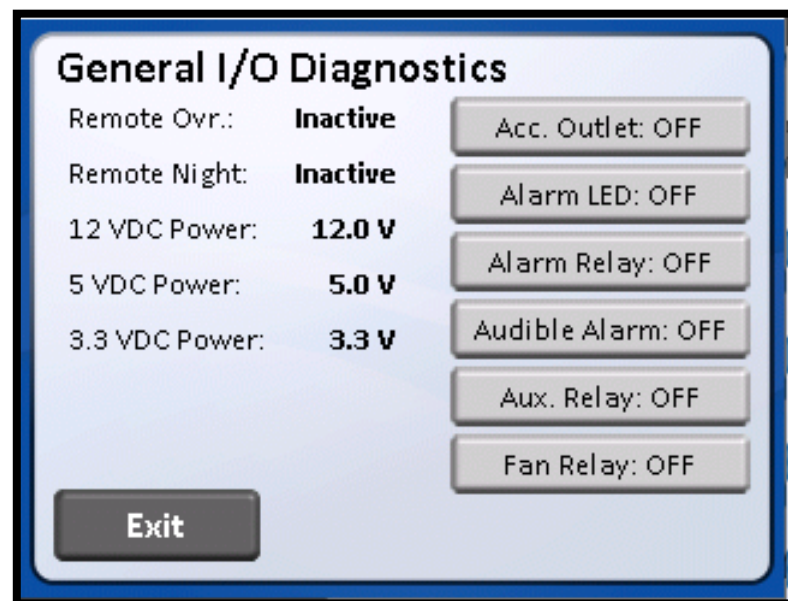 General I/O Diagnostics
Remote Ovr.: Inactive
Remote Night: Inactive
12 VDC Power: 12.0 V
5 VDC Power: 5.0 V
3.3 VDC Power: 3.3 V
Acc. Outlet: OFF
Alarm LED: OFF
Alarm Relay: OFF
Audible Alarm: OFF
Aux. Relay: OFF
Fan Relay: OFF
Exit